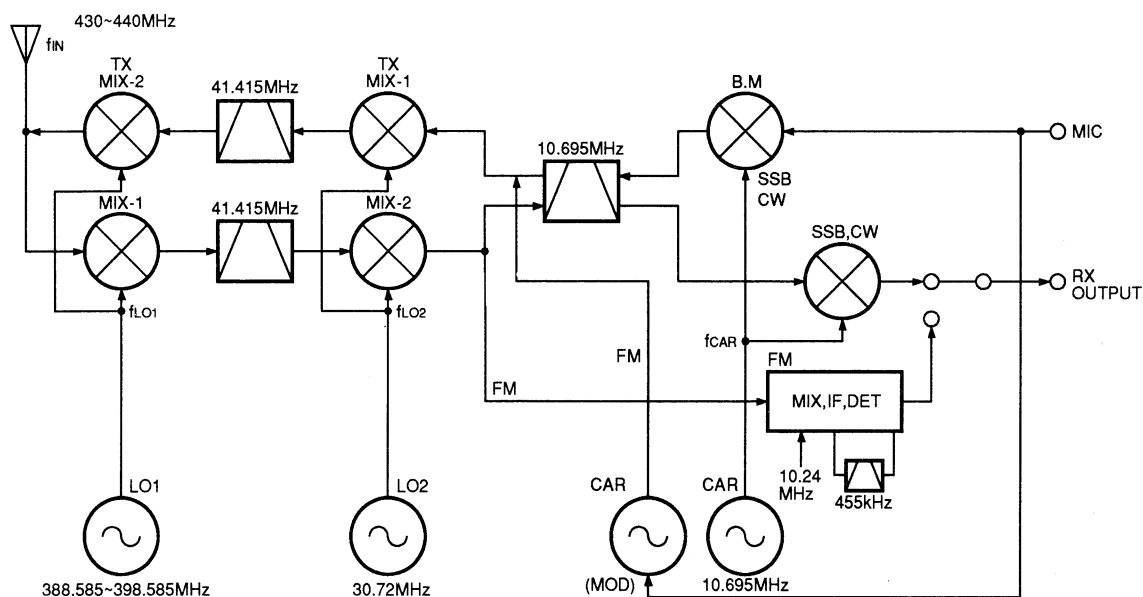 430~440MHz
fIN
TX
MIX-2
41.415MHz
TX
MIX-1
B.M
MIC
10.695MHz
SSB
CW
MIX-1
41.415MHz
MIX-2
SSB,CW
RX
OUTPUT
fLO1
fLO2
fCAR
FM
FM
FM
MIX,IF,DET
10.24
MHz
455kHz
LO1
LO2
CAR
CAR
388.585~398.585MHz
30.72MHz
(MOD)
10.695MHz